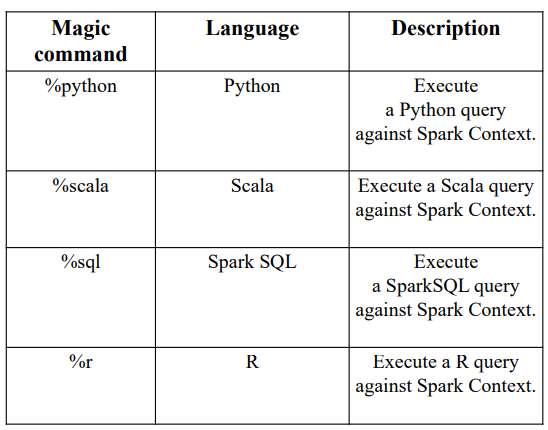 Magic command
Language
Description
%python
Python
Execute
a Python query
against Spark Context.
%scala
Scala
Execute a Scala query
against Spark Context.
%sql
Spark SQL
Execute
a SparkSQL query
against Spark Context.
%r
R
Execute a R query
against Spark Context.